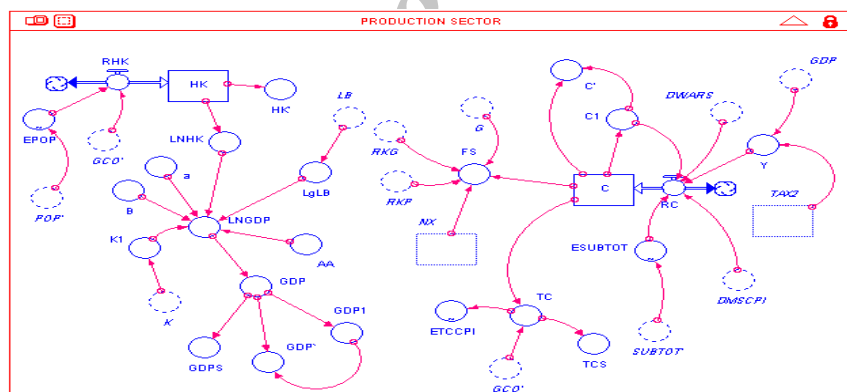 PRODUCTION SECTOR
RHK
HK
HK'
LB
EPOP
GCO'
LNHK
POP'
a
B
LgLB
LNGDP
K1
AA
K
GDP
GDP1
GDPS
GDP'
C'
C1
DWARS
GDP
G
FS
RKG
RKP
NX
C
RC
Y
TAX2
ESUBTOT
DMSCPI
SUBTOT'
TC
ETCCPI
TCS
GCO'